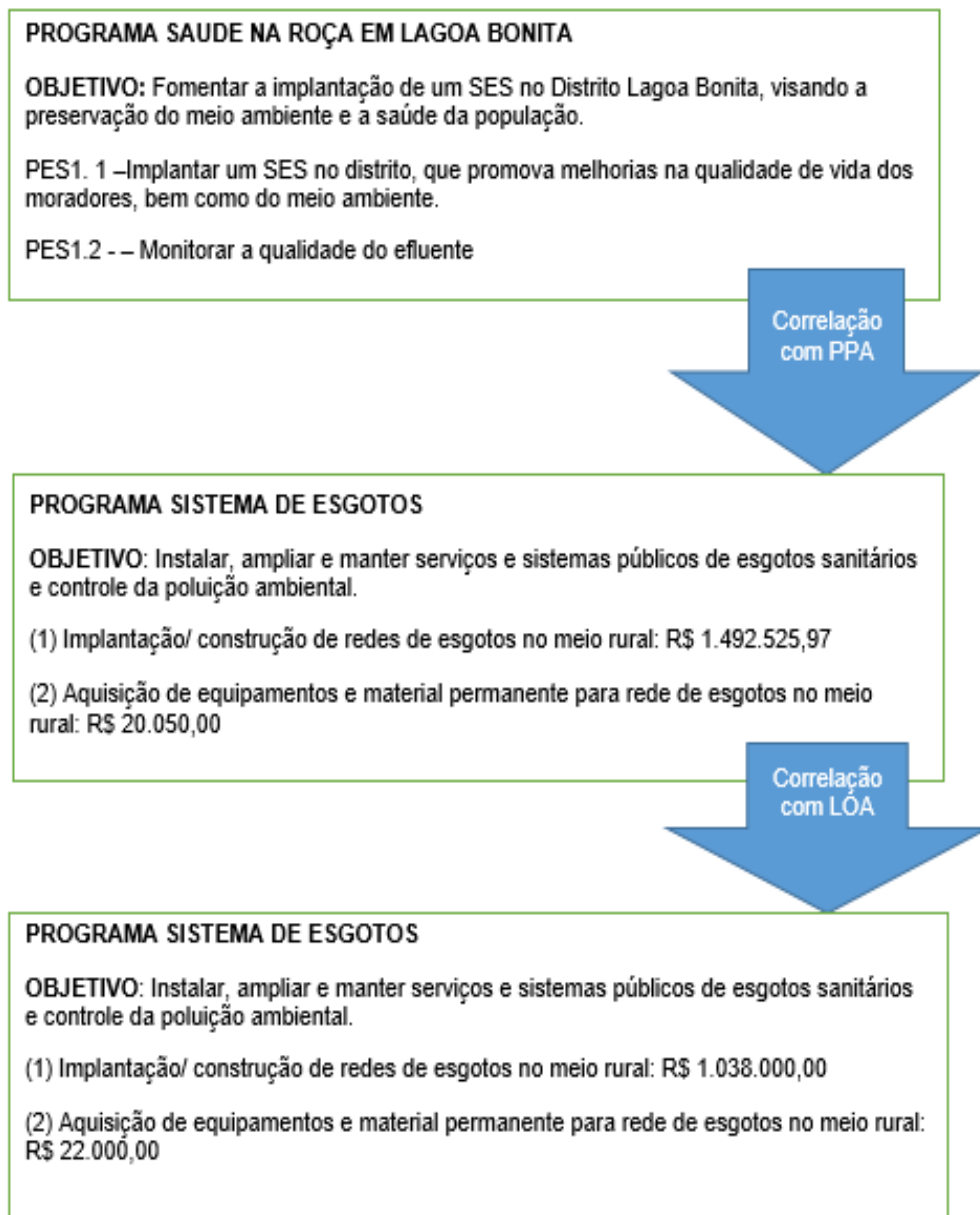 PROGRAMA SAUDE NA ROÇA EM LAGOA BONITA
OBJETIVO: Fomentar a implantação de um SES no Distrito Lagoa Bonita, visando a
preservação do meio ambiente e a saúde da população.
PES1. 1 –Implantar um SES no distrito, que promova melhorias na qualidade de vida dos
moradores, bem como do meio ambiente.
PES1.2 - – Monitorar a qualidade do efluente
Correlação
com PPA
PROGRAMA SISTEMA DE ESGOTOS
OBJETIVO: Instalar, ampliar e manter serviços e sistemas públicos de esgotos sanitários
e controle da poluição ambiental.
(1) Implantação/ construção de redes de esgotos no meio rural: R$ 1.492.525,97
(2) Aquisição de equipamentos e material permanente para rede de esgotos no meio
rural: R$ 20.050,00
Correlação
com LOA
PROGRAMA SISTEMA DE ESGOTOS
OBJETIVO: Instalar, ampliar e manter serviços e sistemas públicos de esgotos sanitários
e controle da poluição ambiental.
(1) Implantação/ construção de redes de esgotos no meio rural: R$ 1.038.000,00
(2) Aquisição de equipamentos e material permanente para rede de esgotos no meio rural:
R$ 22.000,00